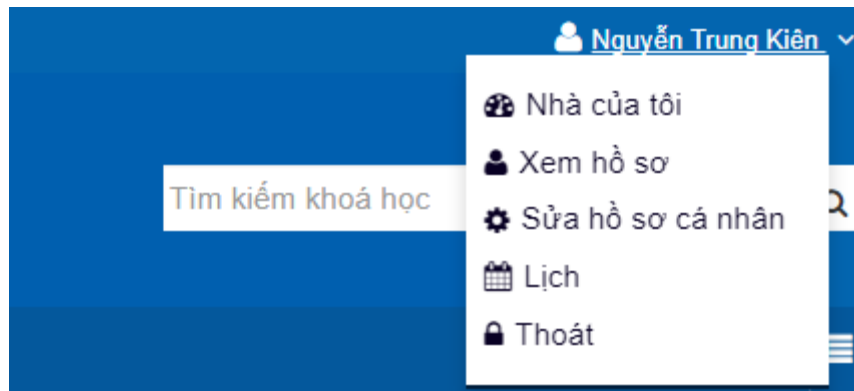 Nguyễn Trung Kiên
Nhà của tôi
Xem hồ sơ
Tìm kiếm khoá học
Sửa hồ sơ cá nhân
Lịch
Thoát